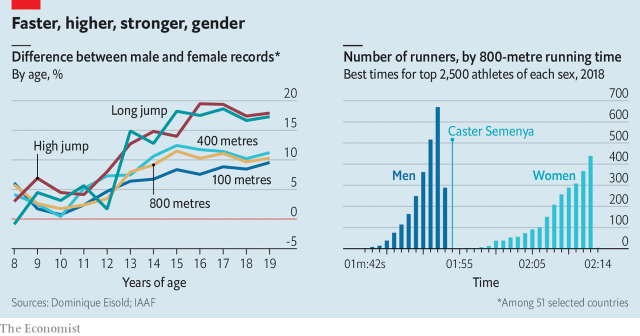 Faster, higher, stronger, gender
Difference between male and female records*
By age, %
20
15
10
5
0
-5
Long jump
High jump
400 metres
100 metres
800 metres
8 9 10 11 12 13 14 15 16 17 18 19
Years of age
Number of runners, by 800-metre running time
Best times for top 2,500 athletes of each sex, 2018
700
600
500
400
300
200
100
0
Caster Semenya
Men
Women
01m:42s 01:55 02:05 02:14
Time
Sources: Dominique Eisold; IAAF
*Among 51 selected countries
The Economist